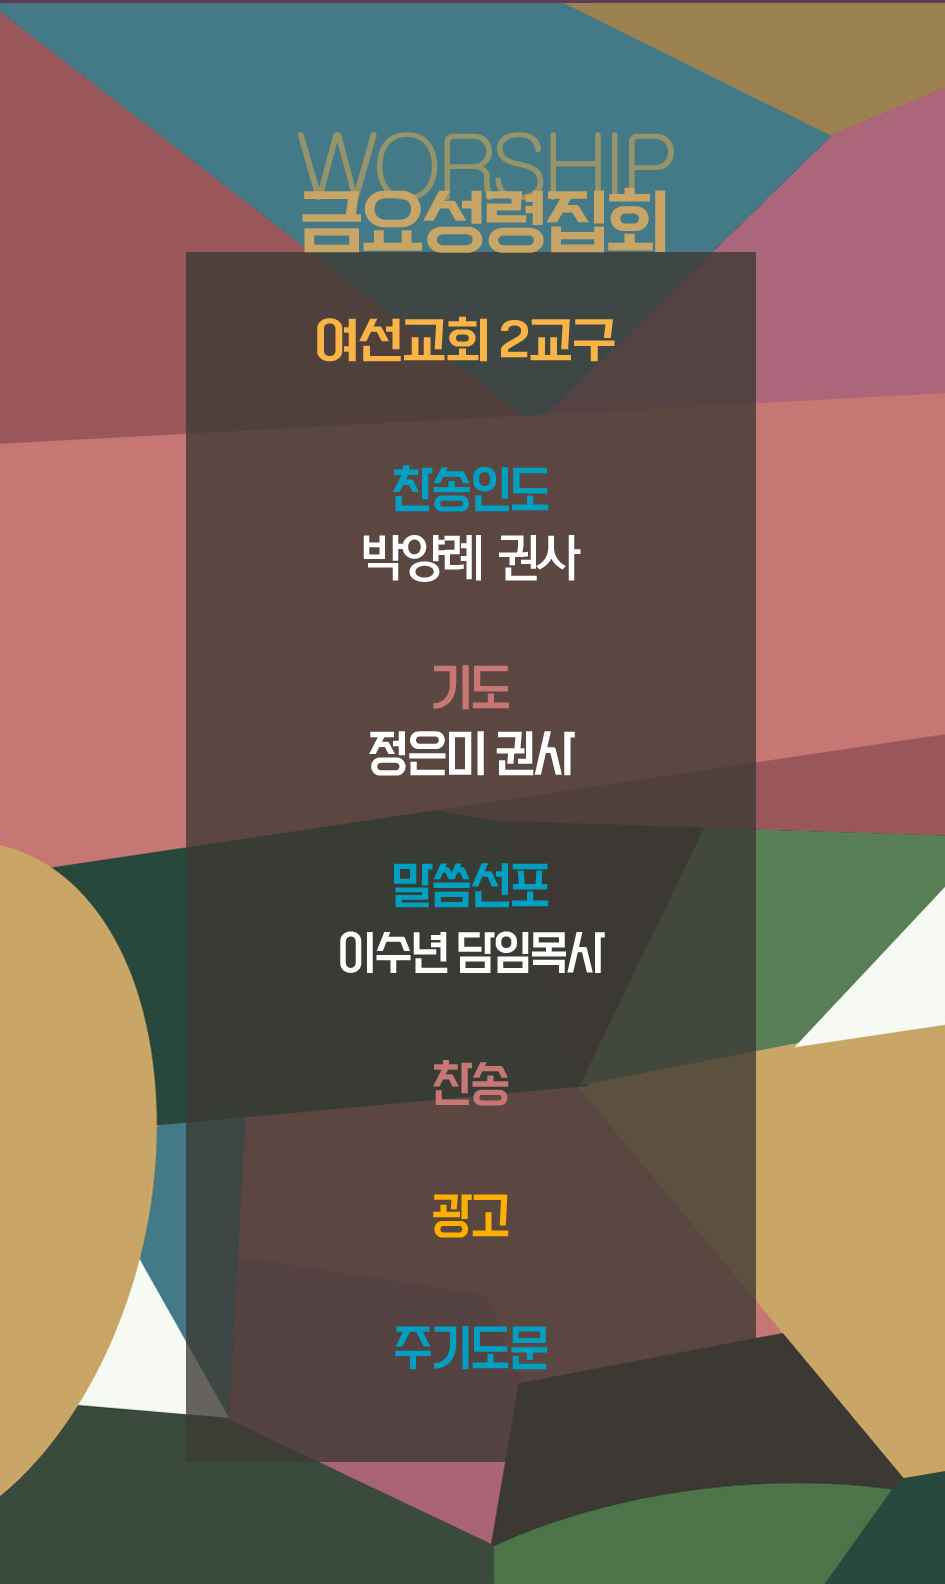 WORSHIP
금요성령집회
여선교회 2교구
찬송인도
박양례 권사
기도
정은미 권사
말씀선포
이수년 담임목사
찬송
광고
주기도문